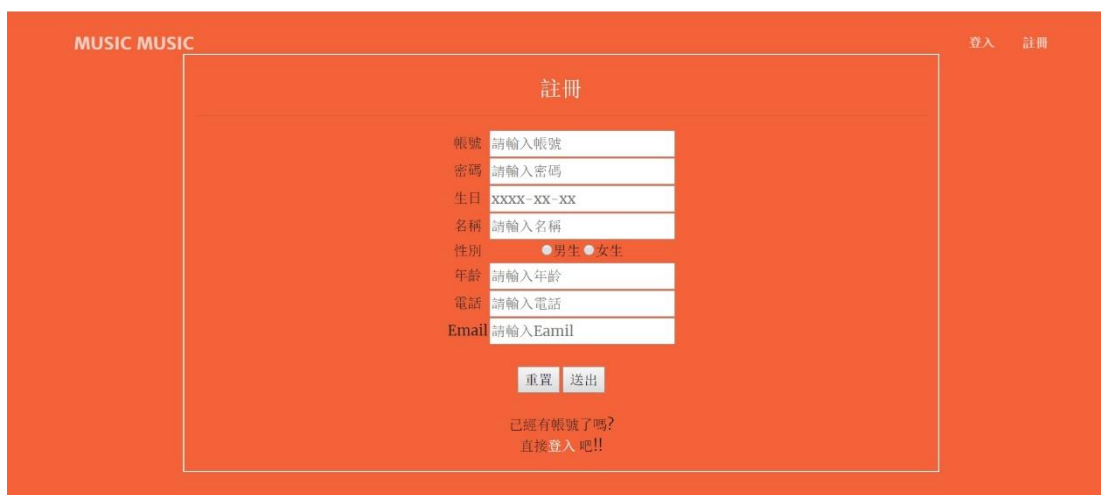 MUSIC MUSIC 登入 註冊
註冊
帳號 請輸入帳號
密碼 請輸入密碼
生日 xxxx-xx-xx
名稱 請輸入名稱
性別 男生 女生
年齡 請輸入年齡
電話 請輸入電話
Email 請輸入Eamil
重置 送出
已經有帳號了嗎?
直接登入 吧!!